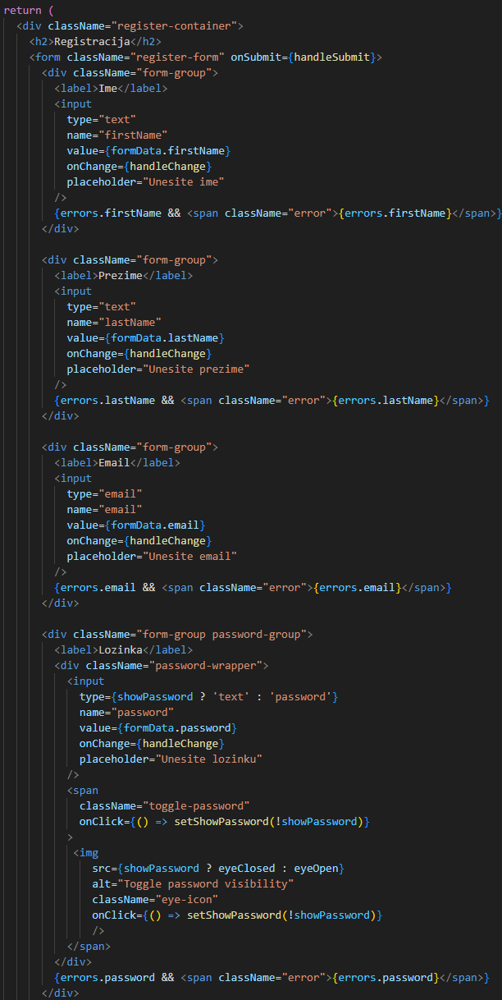 return (
<div className="register-container">
<h2>Registracija</h2>
<form className="register-form" onSubmit={handleSubmit}>
<div className="form-group">
<label>Ime</label>
<input
type="text"
name="firstName"
value={formData.firstName}
onChange={handleChange}
placeholder="Unesite ime"
/>
{errors.firstName && <span className="error">{errors.firstName}</span>}
</div>
<div className="form-group">
<label>Prezime</label>
<input
type="text"
name="lastName"
value={formData.lastName}
onChange={handleChange}
placeholder="Unesite prezime"
/>
{errors.lastName && <span className="error">{errors.lastName}</span>}
</div>
<div className="form-group">
<label>Email</label>
<input
type="email"
name="email"
value={formData.email}
onChange={handleChange}
placeholder="Unesite email"
/>
{errors.email && <span className="error">{errors.email}</span>}
</div>
<div className="form-group password-group">
<label>Lozinka</label>
<div className="password-wrapper">
<input
type={showPassword ? 'text' : 'password'}
name="password"
value={formData.password}
onChange={handleChange}
placeholder="Unesite lozinku"
/>
<span
className="toggle-password"
onClick={() => setShowPassword(!showPassword)}
>
<img
src={showPassword ? eyeClosed : eyeOpen}
alt="Toggle password visibility"
className="eye-icon"
onClick={() => setShowPassword(!showPassword)}
/>
</span>
</div>
{errors.password && <span className="error">{errors.password}</span>}
</div>